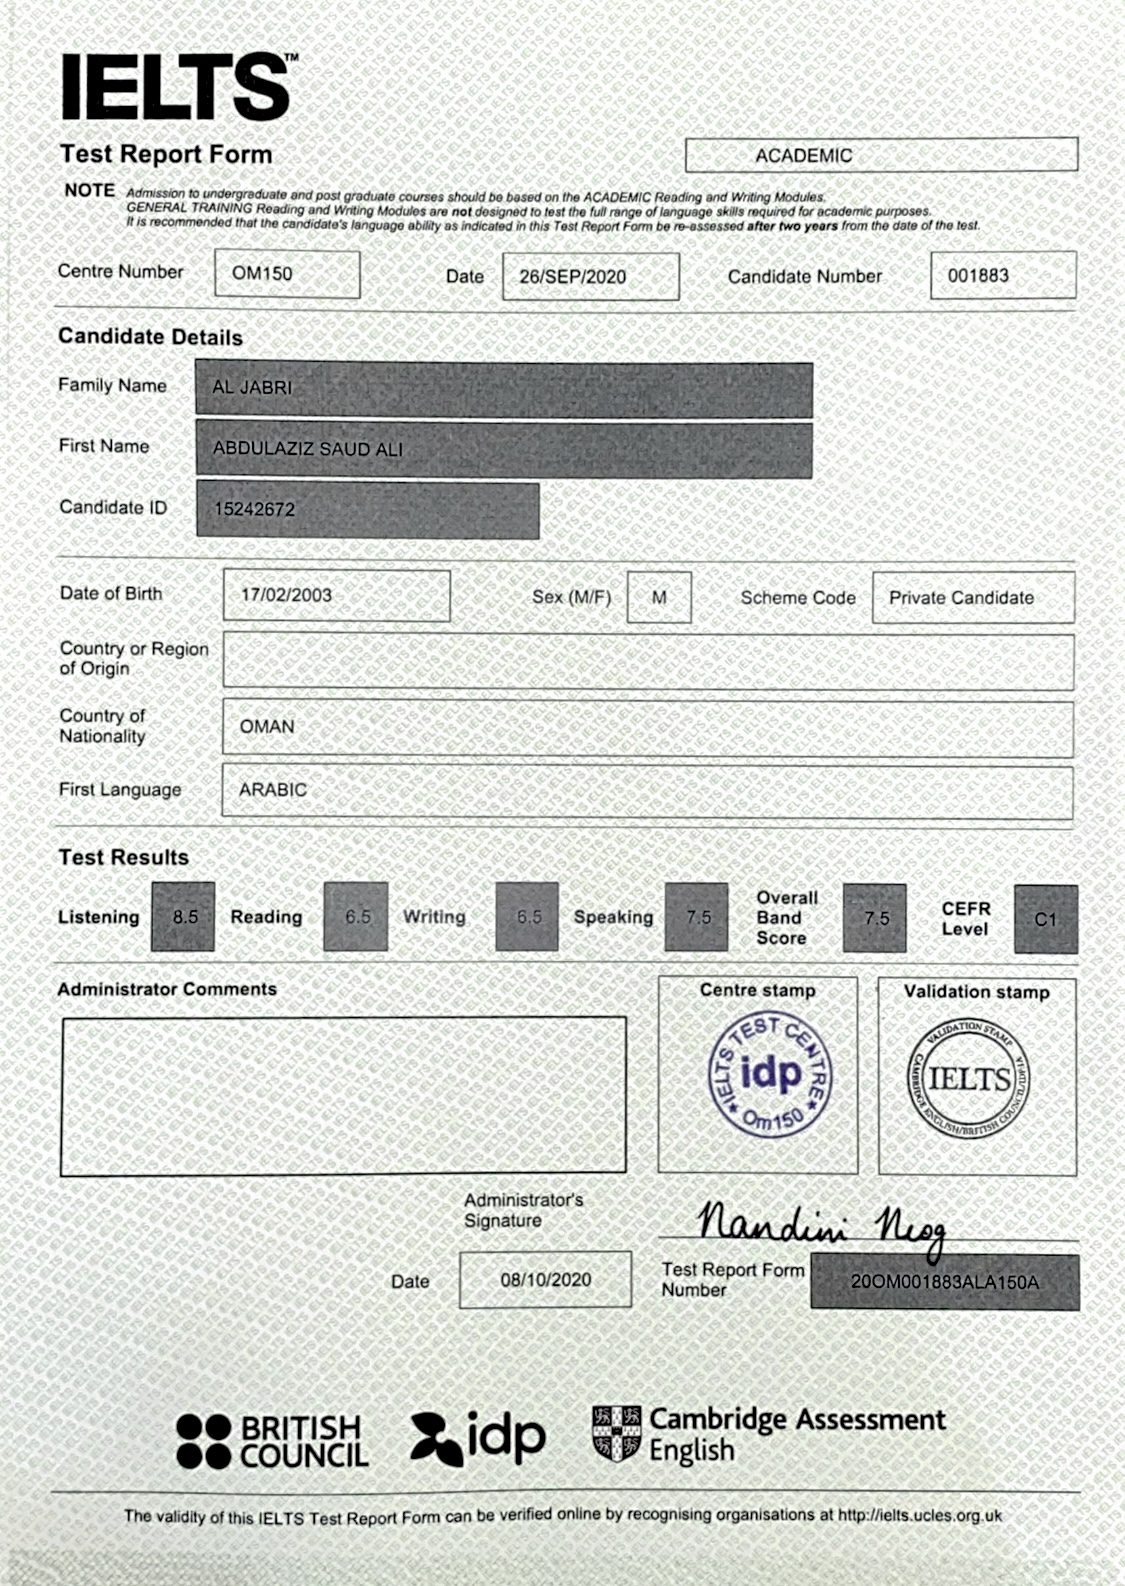 IELTS™
Test Report Form
ACADEMIC
NOTE Admission to undergraduate and post graduate courses should be based on the ACADEMIC Reading and Writing Modules.
GENERAL TRAINING Reading and Writing Modules are not designed to test the full range of language skills required for academic purposes.
It is recommended that the candidate's language ability as indicated in this Test Report Form be re-assessed after two years from the date of the test.
Centre Number OM150 Date 26/SEP/2020 Candidate Number 001883
Candidate Details
Family Name AL JABRI
First Name ABDULAZIZ SAUD ALI
Candidate ID 15242672
Date of Birth 17/02/2003 Sex (M/F) M Scheme Code Private Candidate
Country or Region
of Origin
Country of
Nationality
OMAN
First Language ARABIC
Test Results
Listening 8.5 Reading 6.5 Writing 6.5 Speaking 7.5
Overall
Band
Score
7.5
CEFR
Level
C1
Administrator Comments
Centre stamp
IELTS TEST CENTRE
idp
Om150
Validation stamp
VALIDATION STAMP
IELTS
CAMBRIDGE ENGLISH/BRITISH COUNCIL/IDP:IA
Administrator's
Signature
Nandini Neog
Date 08/10/2020
Test Report Form
Number
20OM001883ALA150A
BRITISH
COUNCIL
idp
Cambridge Assessment
English
The validity of this IELTS Test Report Form can be verified online by recognising organisations at http://ielts.ucles.org.uk